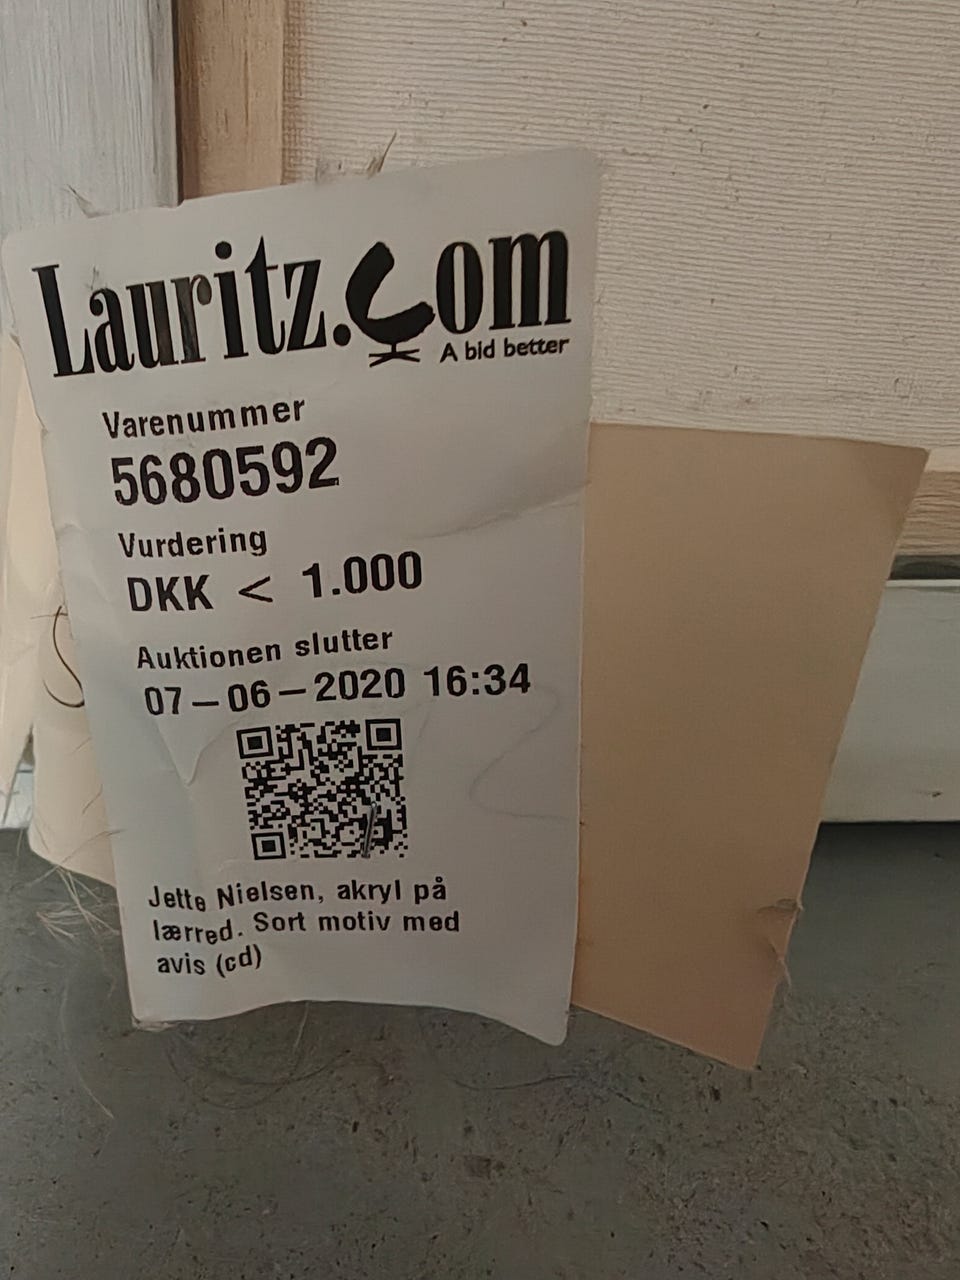 Lauritz.Com
A bid better
Varenummer
5680592
Vurdering
DKK < 1.000
Auktionen slutter
07-06-2020 16:34
Jette Nielsen, akryl på
lærred. Sort motiv med
avis (cd)